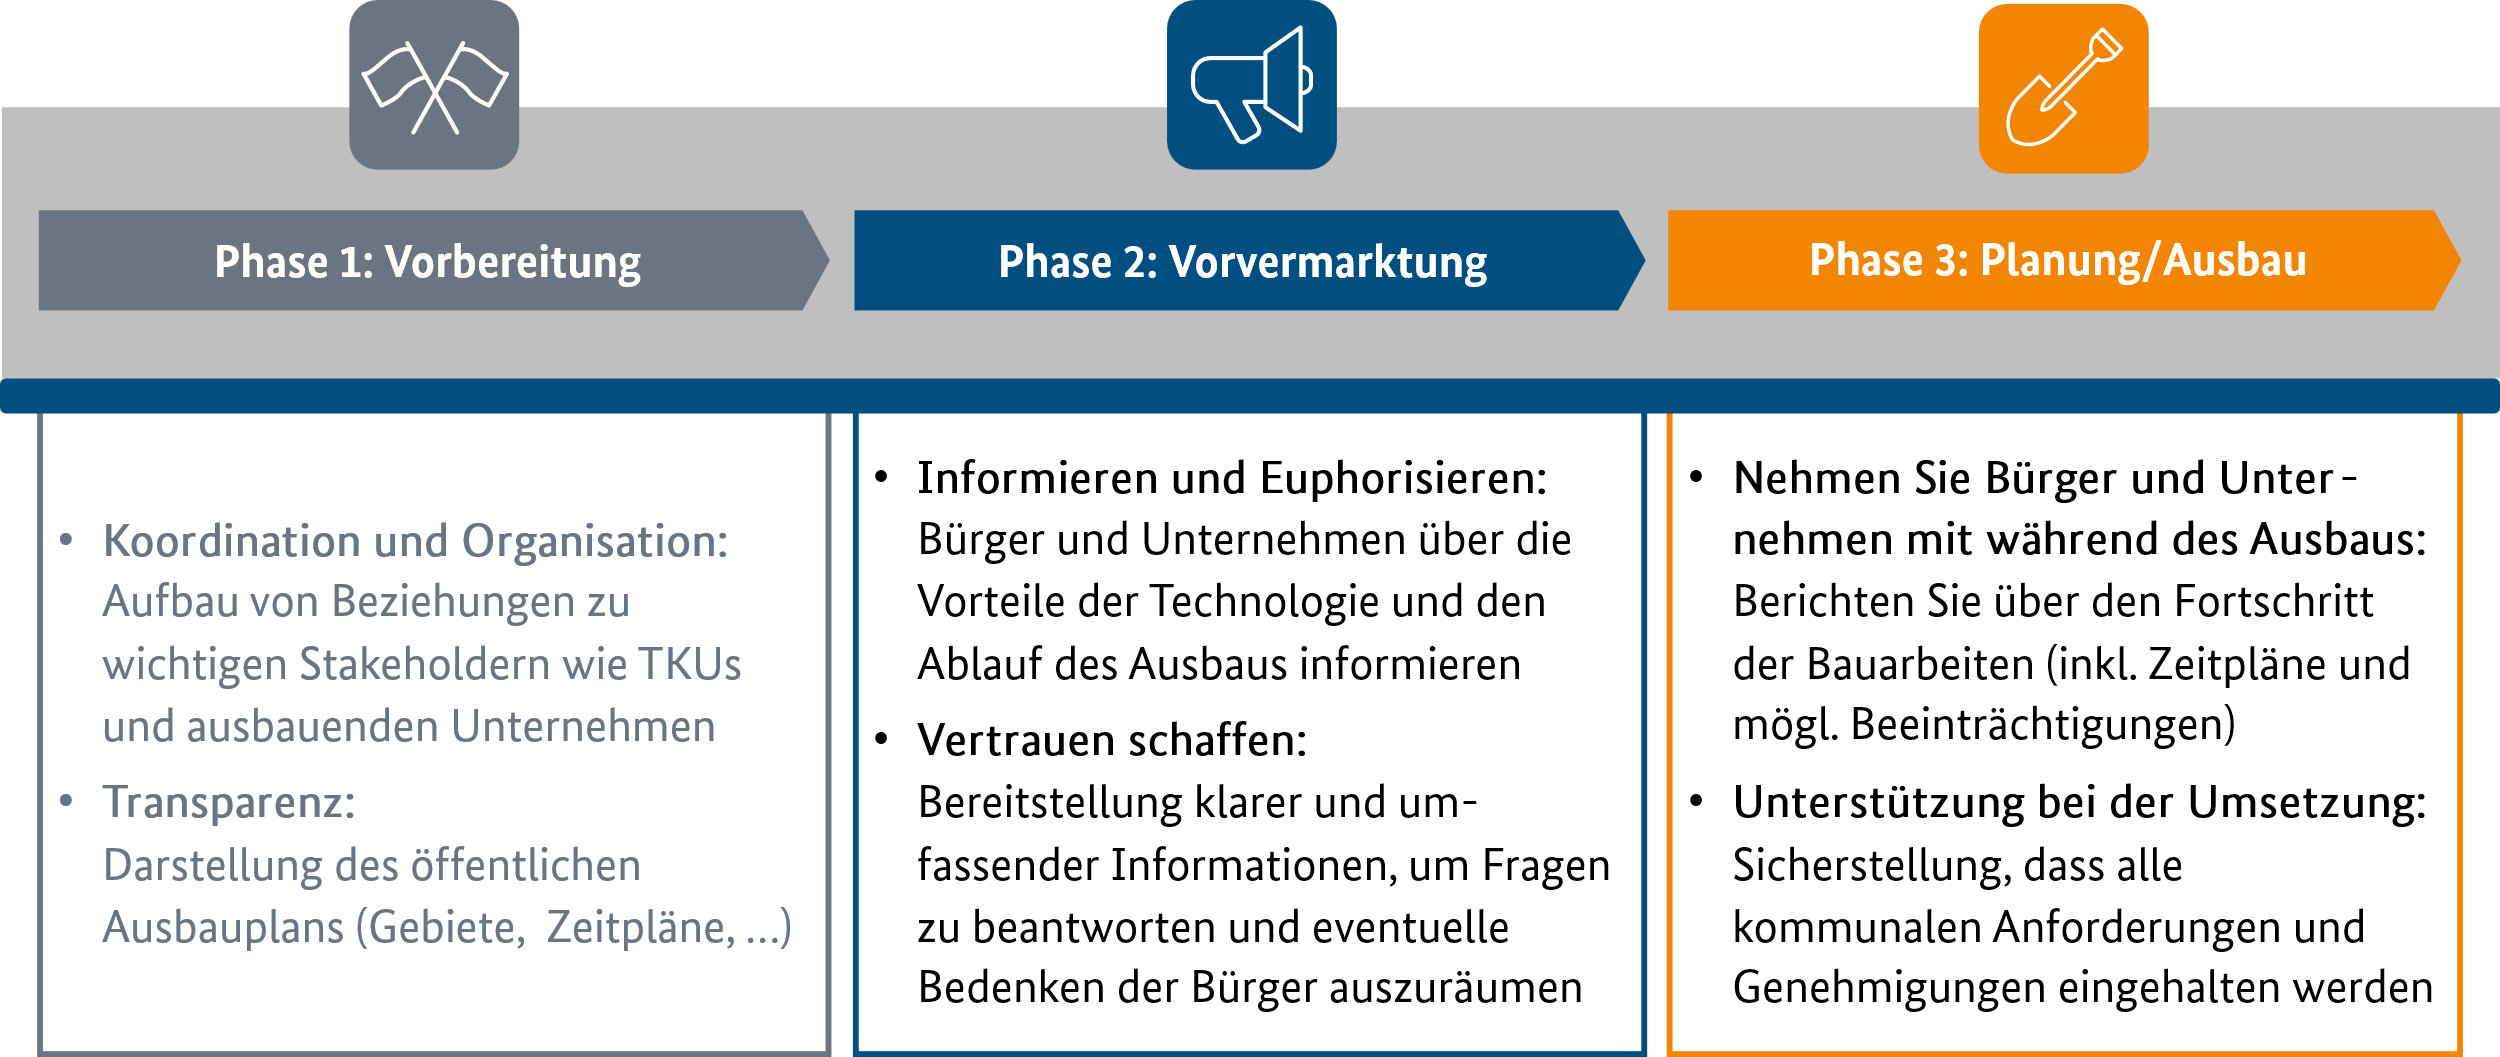 Phase 1: Vorbereitung
Phase 2: Vorvermarktung
Phase 3: Planung/Ausbau
• Koordination und Organisation:
Aufbau von Beziehungen zu
wichtigen Stakeholdern wie TKUs
und ausbauenden Unternehmen
• Transparenz:
Darstellung des öffentlichen
Ausbauplans (Gebiete, Zeitpläne, ...)
• Informieren und Euphorisieren:
Bürger und Unternehmen über die
Vorteile der Technologie und den
Ablauf des Ausbaus informieren
• Vertrauen schaffen:
Bereitstellung klarer und um-
fassender Informationen, um Fragen
zu beantworten und eventuelle
Bedenken der Bürger auszuräumen
• Nehmen Sie Bürger und Unter-
nehmen mit während des Ausbaus:
Berichten Sie über den Fortschritt
der Bauarbeiten (inkl. Zeitpläne und
mögl. Beeinträchtigungen)
• Unterstützung bei der Umsetzung:
Sicherstellung, dass alle
kommunalen Anforderungen und
Genehmigungen eingehalten werden